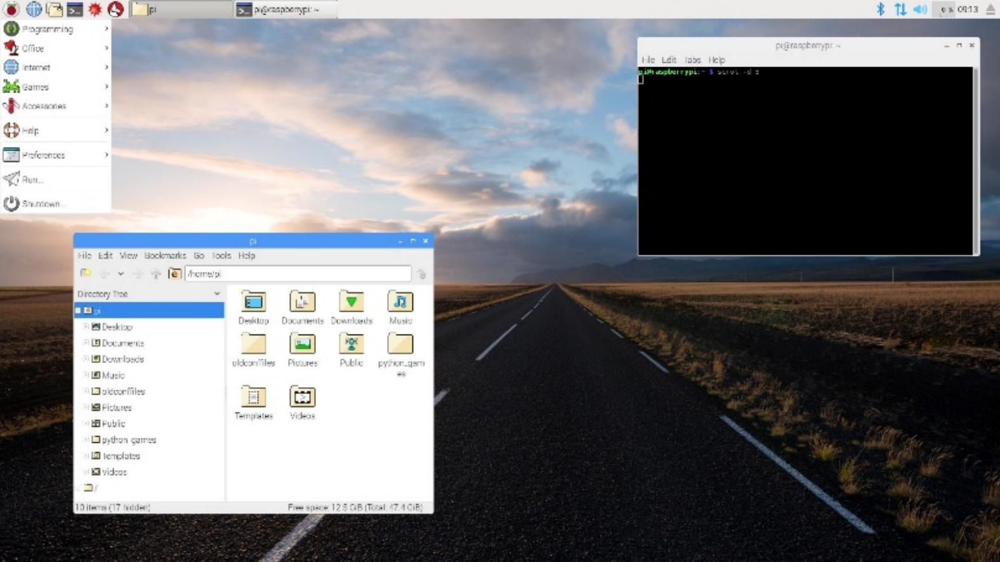 pi
pi@raspberrypi: ~
0 %
09:13
Programming
Office
Internet
Games
Accessories
Help
Preferences
Run...
Shutdown...
pi@raspberrypi: ~
File Edit Tabs Help
pi@raspberrypi:~ $ scrot -d 5
pi
File Edit View Bookmarks Go Tools Help
/home/pi
Directory Tree
pi
Desktop
Documents
Downloads
Music
oldconffiles
Pictures
Public
python_games
Templates
Videos
/
Desktop Documents Downloads Music
oldconffiles Pictures Public python_gam
es
Templates Videos
10 items (17 hidden)
Free space: 12.5 GiB (Total: 47.4 GiB)